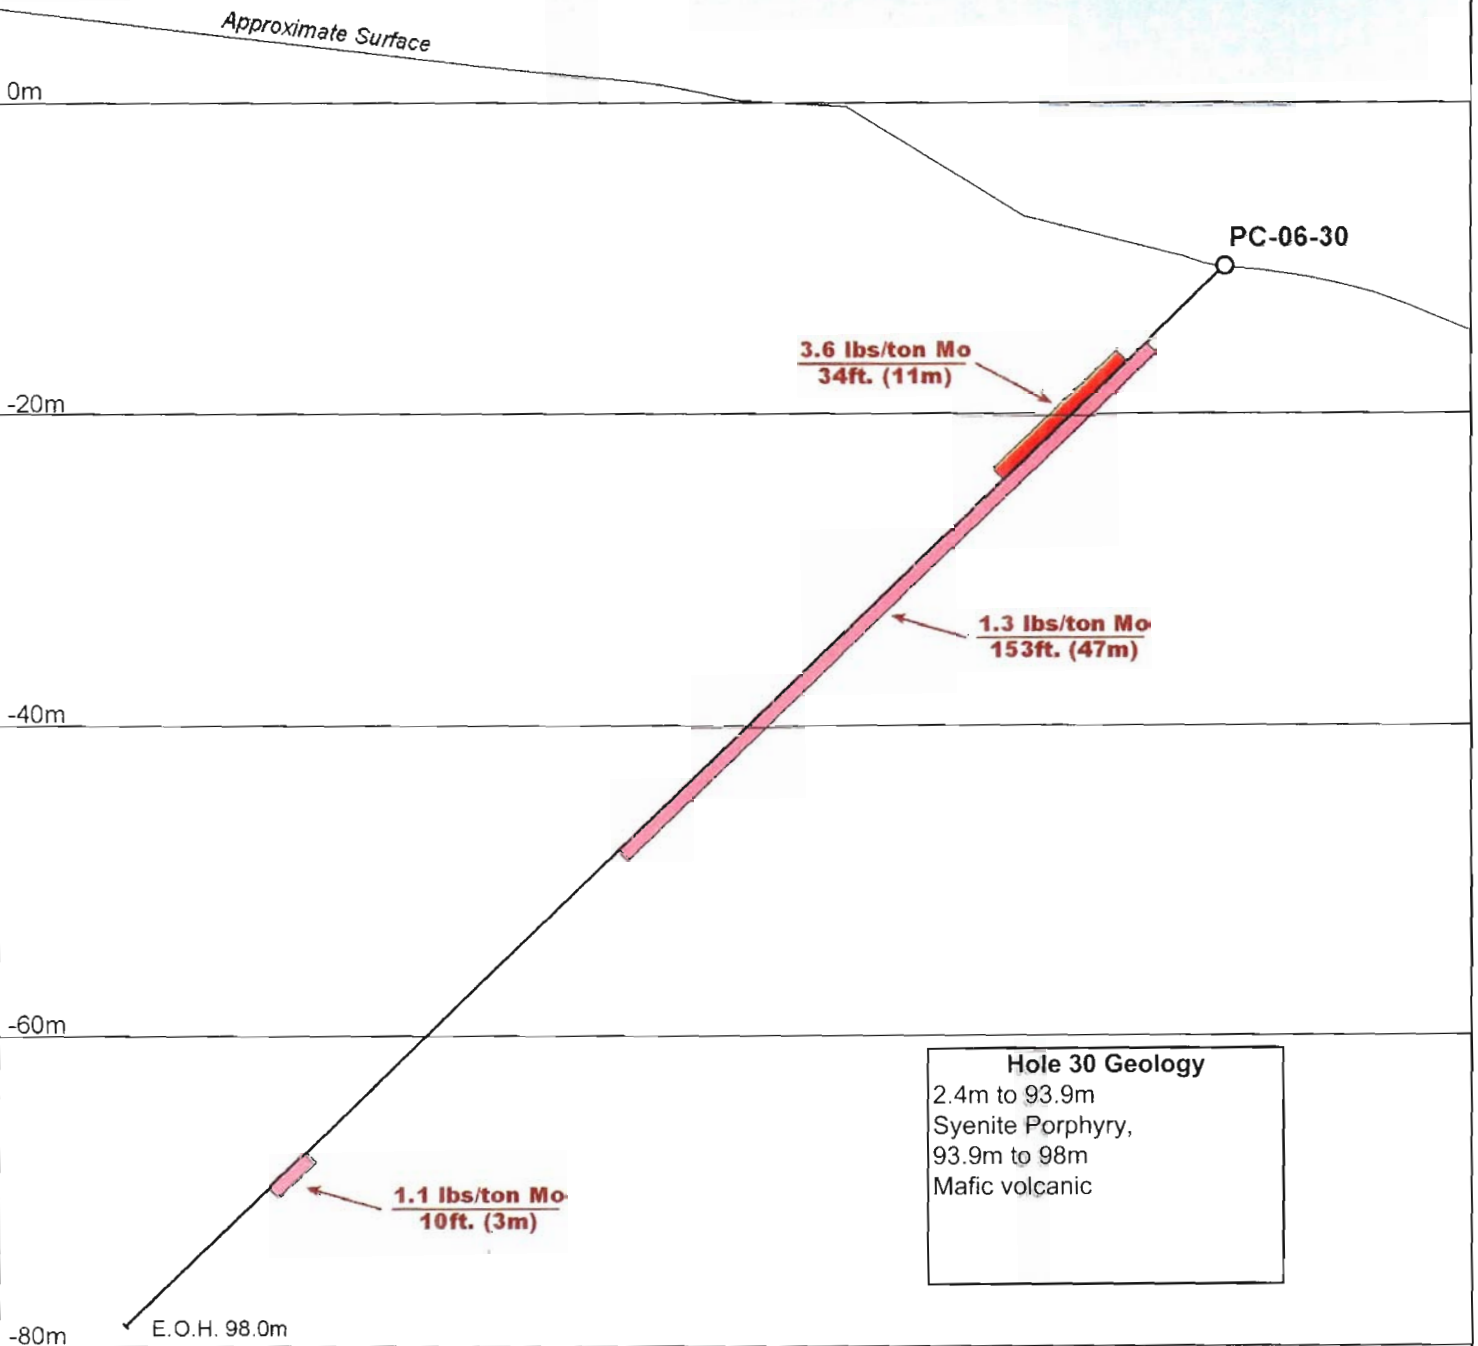 Approximate Surface
0m
PC-06-30
3.6 lbs/ton Mo
34ft. (11m)
-20m
1.3 lbs/ton Mo
153ft. (47m)
-40m
-60m
Hole 30 Geology
2.4m to 93.9m
Syenite Porphyry,
93.9m to 98m
Mafic volcanic
1.1 lbs/ton Mo
10ft. (3m)
E.O.H. 98.0m
-80m